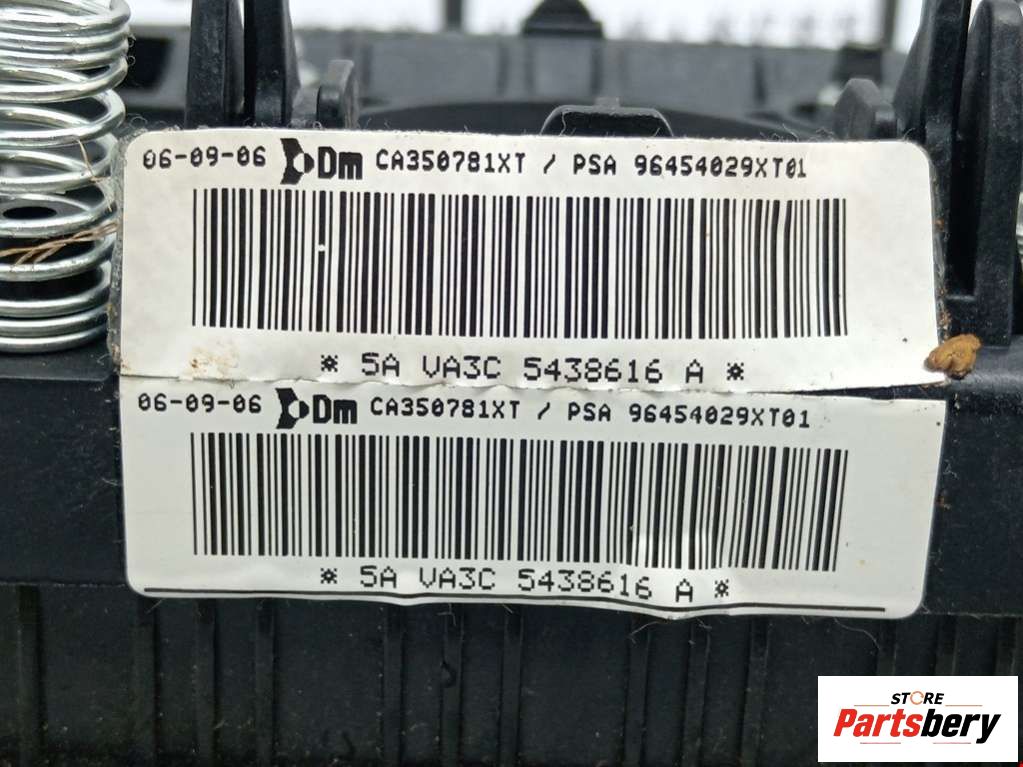 06-09-06 Dm CA350781XT / PSA 96454029XT01
* 5A VA3C 5438616 A *
06-09-06 Dm CA350781XT / PSA 96454029XT01
* 5A VA3C 5438616 A *
STORE
Partsbery